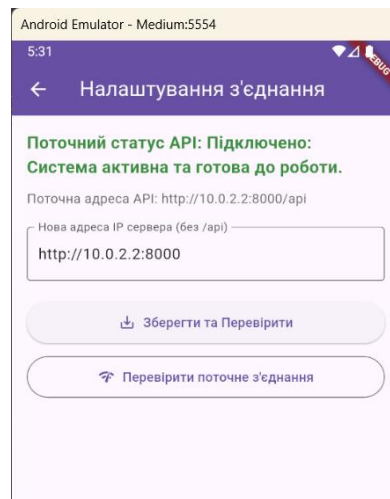 Android Emulator - Medium:5554
5:31
DEBUG
Налаштування з'єднання
Поточний статус API: Підключено:
Система активна та готова до роботи.
Поточна адреса API: http://10.0.2.2:8000/api
Нова адреса IP сервера (без /api)
http://10.0.2.2:8000
Зберегти та Перевірити
Перевірити поточне з'єднання